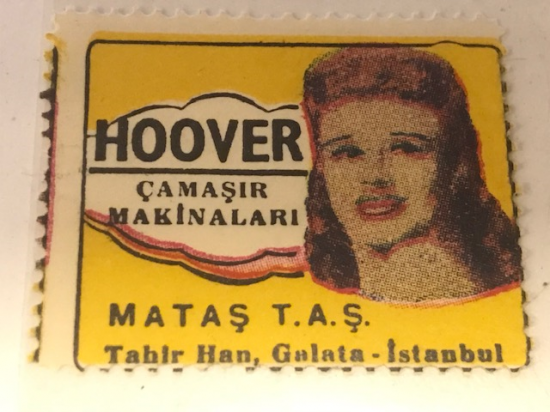 HOOVER
ÇAMAŞIR
MAKİNALARI
MATAŞ T.A.Ş.
Tahir Han, Galata - İstanbul